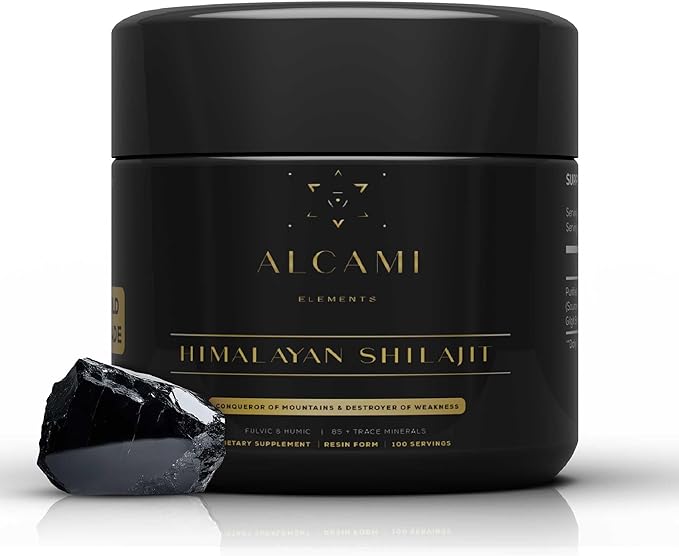 ALCAMI
ELEMENTS
HIMALAYAN SHILAJIT
CONQUEROR OF MOUNTAINS & DESTROYER OF WEAKNESS
FULVIC & HUMIC | 85 + TRACE MINERALS
DIETARY SUPPLEMENT | RESIN FORM | 100 SERVINGS